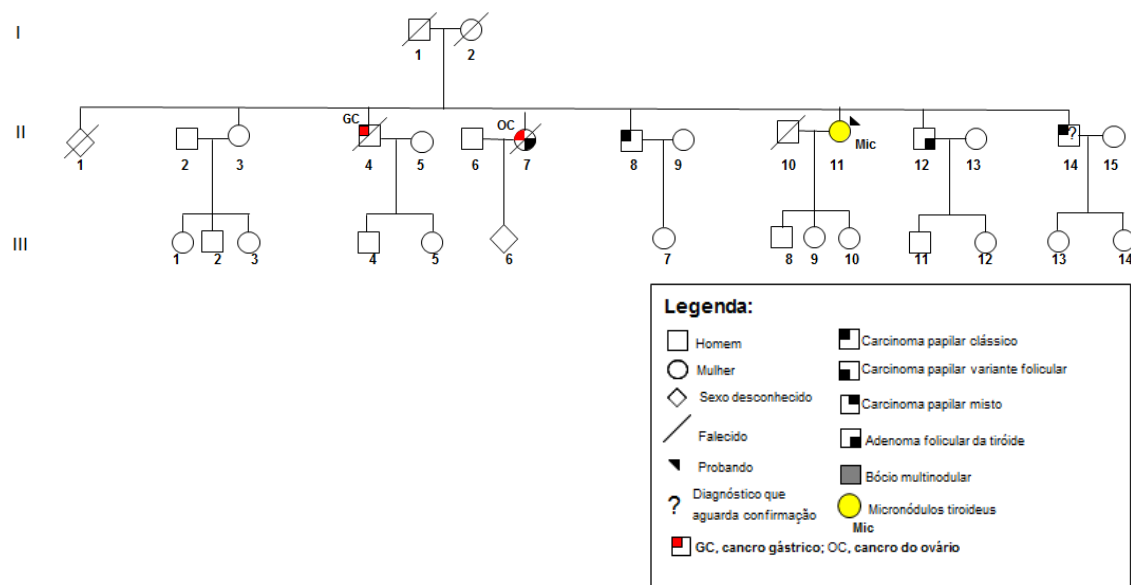 I
1 2
II
GC OC ?
Mic
1 2 3 4 5 6 7 8 9 10 11 12 13 14 15
III
1 2 3 4 5 6 7 8 9 10 11 12 13 14
Legenda:
Homem
Mulher
Sexo desconhecido
Falecido
Probando
? Diagnóstico que
aguarda confirmação
Carcinoma papilar clássico
Carcinoma papilar variante folicular
Carcinoma papilar misto
Adenoma folicular da tiróide
Bócio multinodular
Micronódulos tiroideus
Mic
GC, cancro gástrico; OC, cancro do ovário